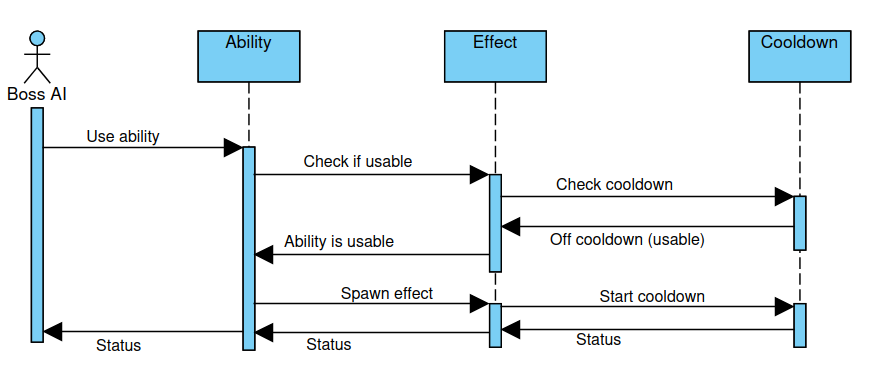 Ability
Effect
Cooldown
Boss AI
Use ability
Check if usable
Check cooldown
Off cooldown (usable)
Ability is usable
Spawn effect
Start cooldown
Status
Status
Status